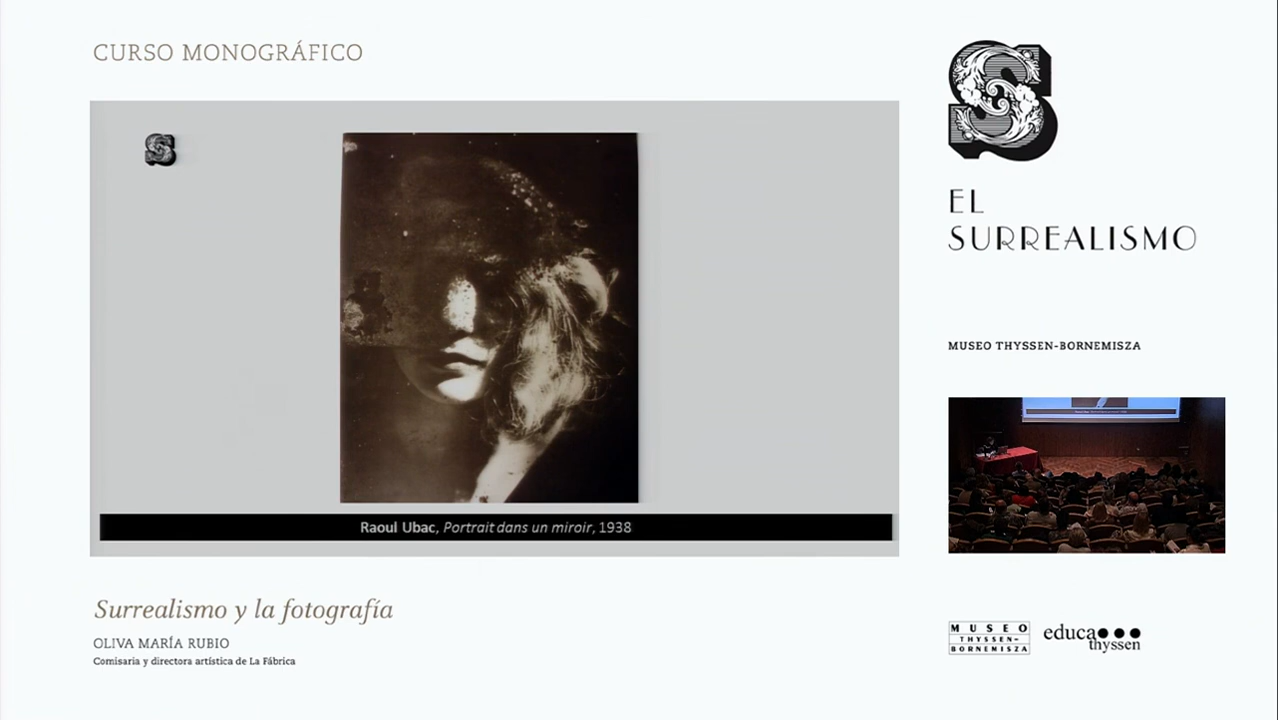 CURSO MONOGRÁFICO
S
S
EL
SURREALISMO
MUSEO THYSSEN-BORNEMISZA
Raoul Ubac, Portrait dans un miroir, 1938
Surrealismo y la fotografía
OLIVA MARÍA RUBIO
Comisaria y directora artística de La Fábrica
MUSEO
THYSSEN-
BORNEMISZA
educa
thyssen